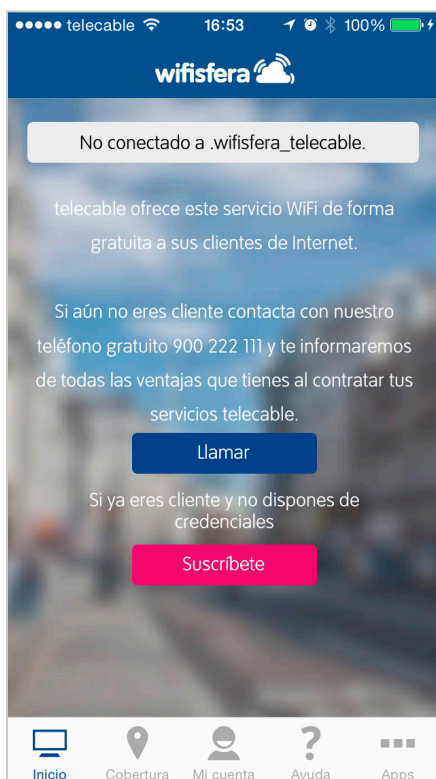 telecable 16:53 100%
wifisfera
No conectado a .wifisfera_telecable.
telecable ofrece este servicio WiFi de forma
gratuita a sus clientes de Internet.
Si aún no eres cliente contacta con nuestro
teléfono gratuito 900 222 111 y te informaremos
de todas las ventajas que tienes al contratar tus
servicios telecable.
Llamar
Si ya eres cliente y no dispones de
credenciales
Suscríbete
Inicio Cobertura Mi cuenta Ayuda Apps